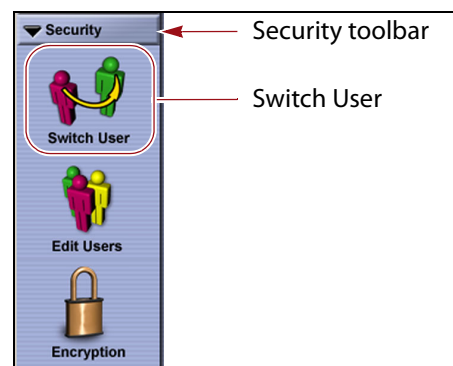 Security
Security toolbar
Switch User
Switch User
Edit Users
Encryption